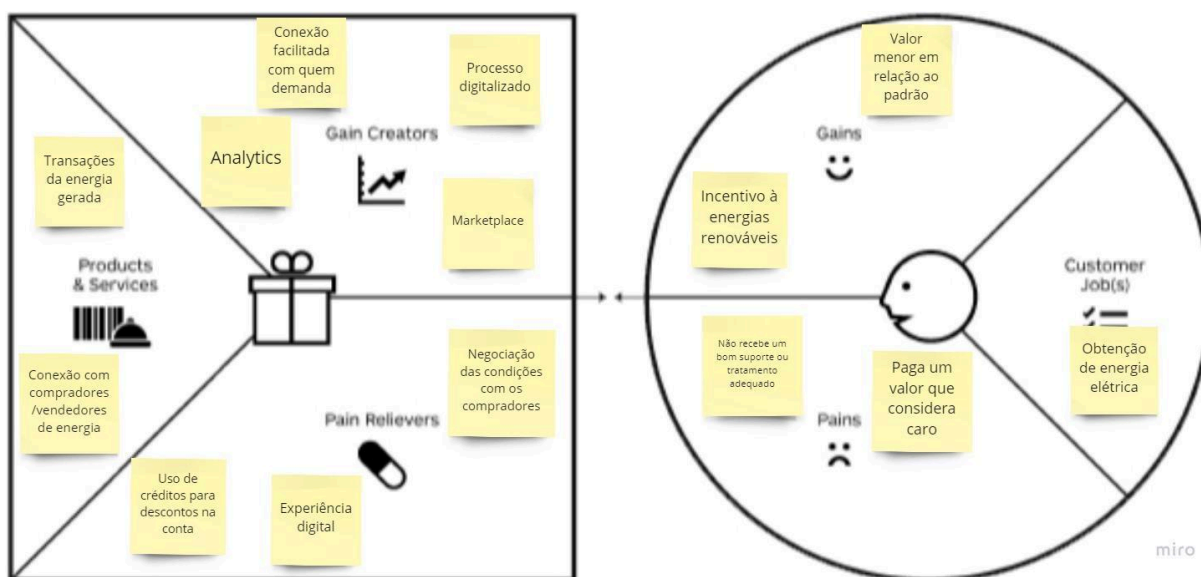 Conexão
facilitada
com quem
demanda
Processo
digitalizado
Gain Creators
Analytics
Transações
da energia
gerada
Marketplace
Products
& Services
Conexão com
compradores
/vendedores
de energia
Negociação
das condições
com os
compradores
Pain Relievers
Uso de
créditos para
descontos na
conta
Experiência
digital
Valor
menor em
relação ao
padrão
Gains
Incentivo à
energias
renováveis
Customer
Job(s)
Não recebe um
bom suporte ou
tratamento
adequado
Paga um
valor que
considera
caro
Obtenção
de energia
elétrica
Pains
miro